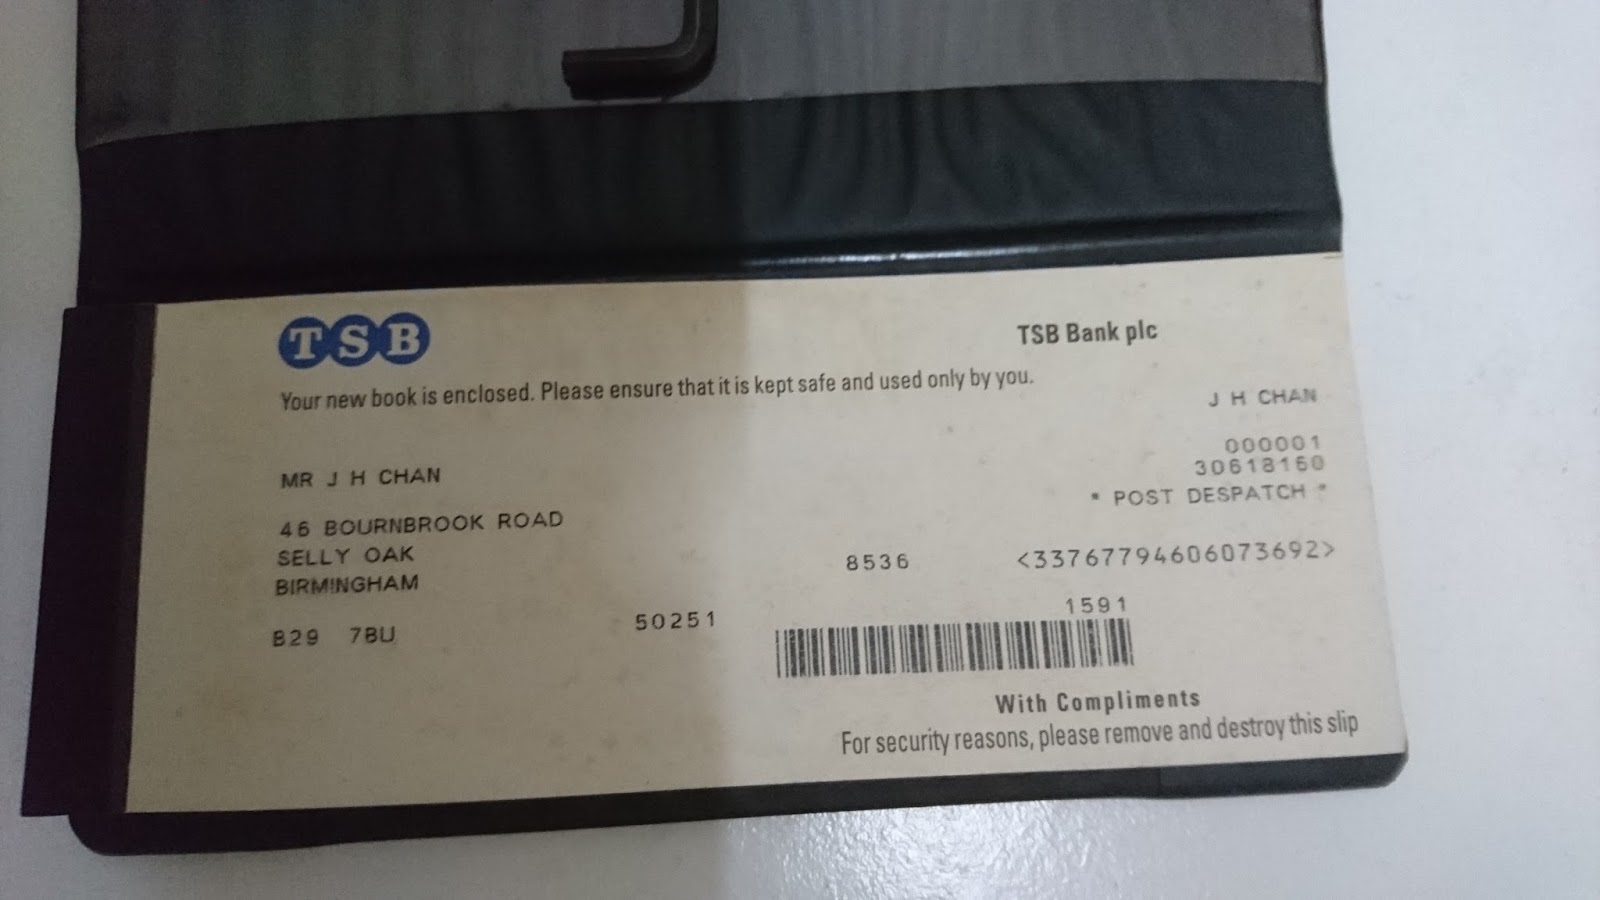 TSB
TSB Bank plc
Your new book is enclosed. Please ensure that it is kept safe and used only by you.
J H CHAN
000001
30618160
* POST DESPATCH *
MR J H CHAN
46 BOURNBROOK ROAD
SELLY OAK
BIRMINGHAM
B29 7BU
50251
8536 <33767794606073692>
1591
With Compliments
For security reasons, please remove and destroy this slip